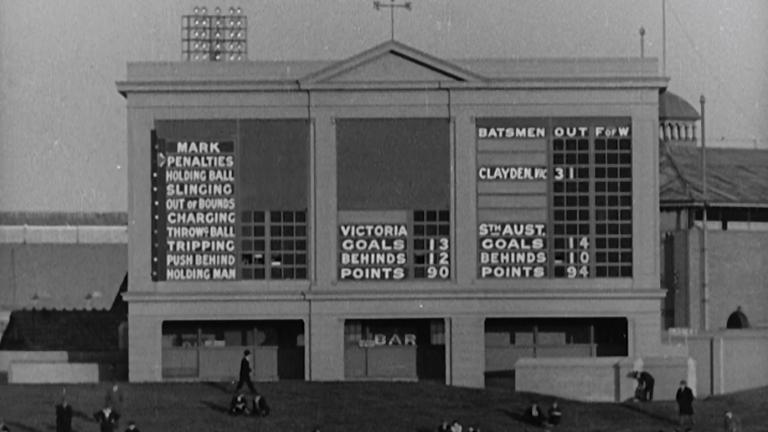 MARK
PENALTIES
HOLDING BALL
SLINGING
OUT OF BOUNDS
CHARGING
THROWG BALL
TRIPPING
PUSH BEHIND
HOLDING MAN
VICTORIA
GOALS 13
BEHINDS 12
POINTS 90
BATSMEN OUT F OF W
CLAYDEN, VIC 31
STH AUST.
GOALS 14
BEHINDS 10
POINTS 94
BAR